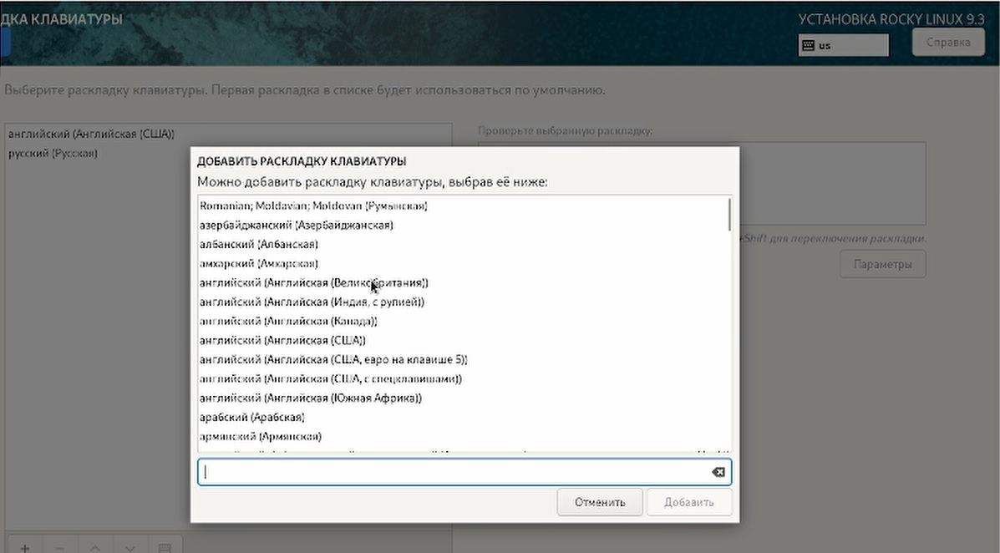 ДКА КЛАВИАТУРЫ
УСТАНОВКА ROCKY LINUX 9.3
us
Справка
Выберите раскладку клавиатуры. Первая раскладка в списке будет использоваться по умолчанию.
английский (Английская (США))
русский (Русская)
Проверьте выбранную раскладку:
+Shift для переключения раскладки.
Параметры
ДОБАВИТЬ РАСКЛАДКУ КЛАВИАТУРЫ
Можно добавить раскладку клавиатуры, выбрав её ниже:
Romanian; Moldavian; Moldovan (Румынская)
азербайджанский (Азербайджанская)
албанский (Албанская)
амхарский (Амхарская)
английский (Английская (Великобритания))
английский (Английская (Индия, с рупией))
английский (Английская (Канада))
английский (Английская (США))
английский (Английская (США, евро на клавише 5))
английский (Английская (США, с спецклавишами))
английский (Английская (Южная Африка))
арабский (Арабская)
армянский (Армянская)
Отменить
Добавить